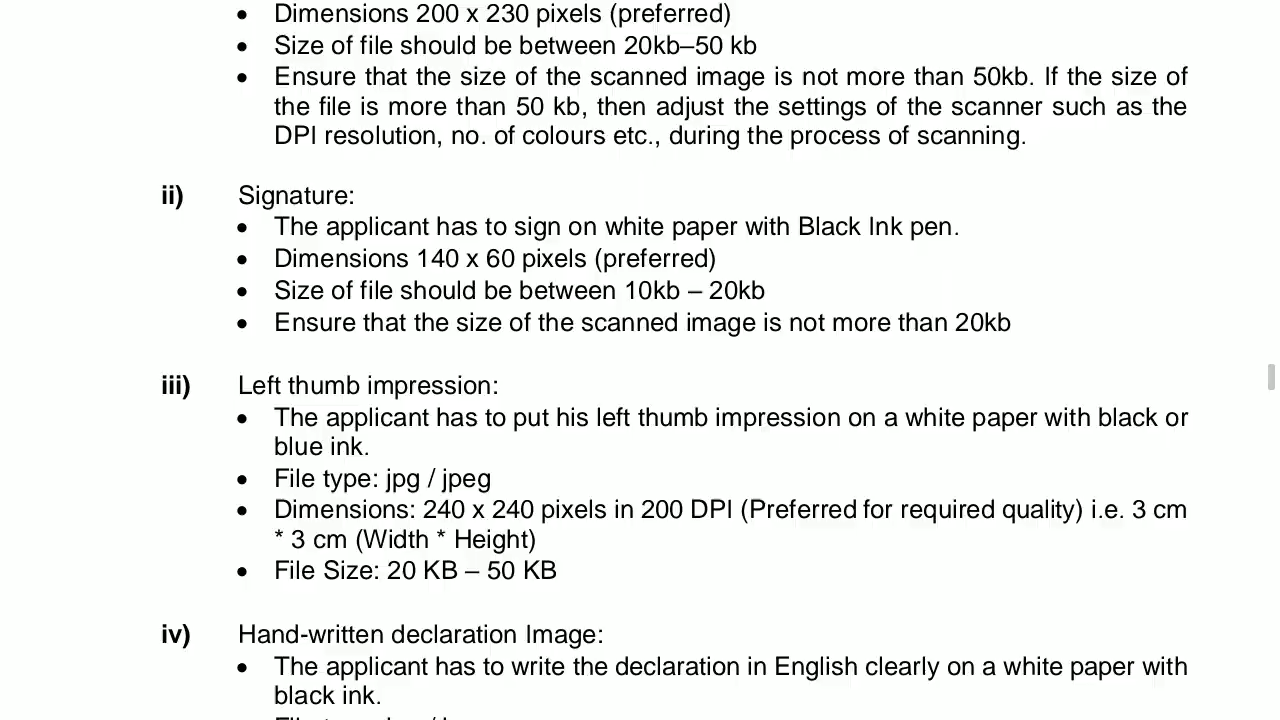 • Dimensions 200 x 230 pixels (preferred)
• Size of file should be between 20kb–50 kb
• Ensure that the size of the scanned image is not more than 50kb. If the size of
the file is more than 50 kb, then adjust the settings of the scanner such as the
DPI resolution, no. of colours etc., during the process of scanning.
ii) Signature:
• The applicant has to sign on white paper with Black Ink pen.
• Dimensions 140 x 60 pixels (preferred)
• Size of file should be between 10kb – 20kb
• Ensure that the size of the scanned image is not more than 20kb
iii) Left thumb impression:
• The applicant has to put his left thumb impression on a white paper with black or
blue ink.
• File type: jpg / jpeg
• Dimensions: 240 x 240 pixels in 200 DPI (Preferred for required quality) i.e. 3 cm
* 3 cm (Width * Height)
• File Size: 20 KB – 50 KB
iv) Hand-written declaration Image:
• The applicant has to write the declaration in English clearly on a white paper with
black ink.